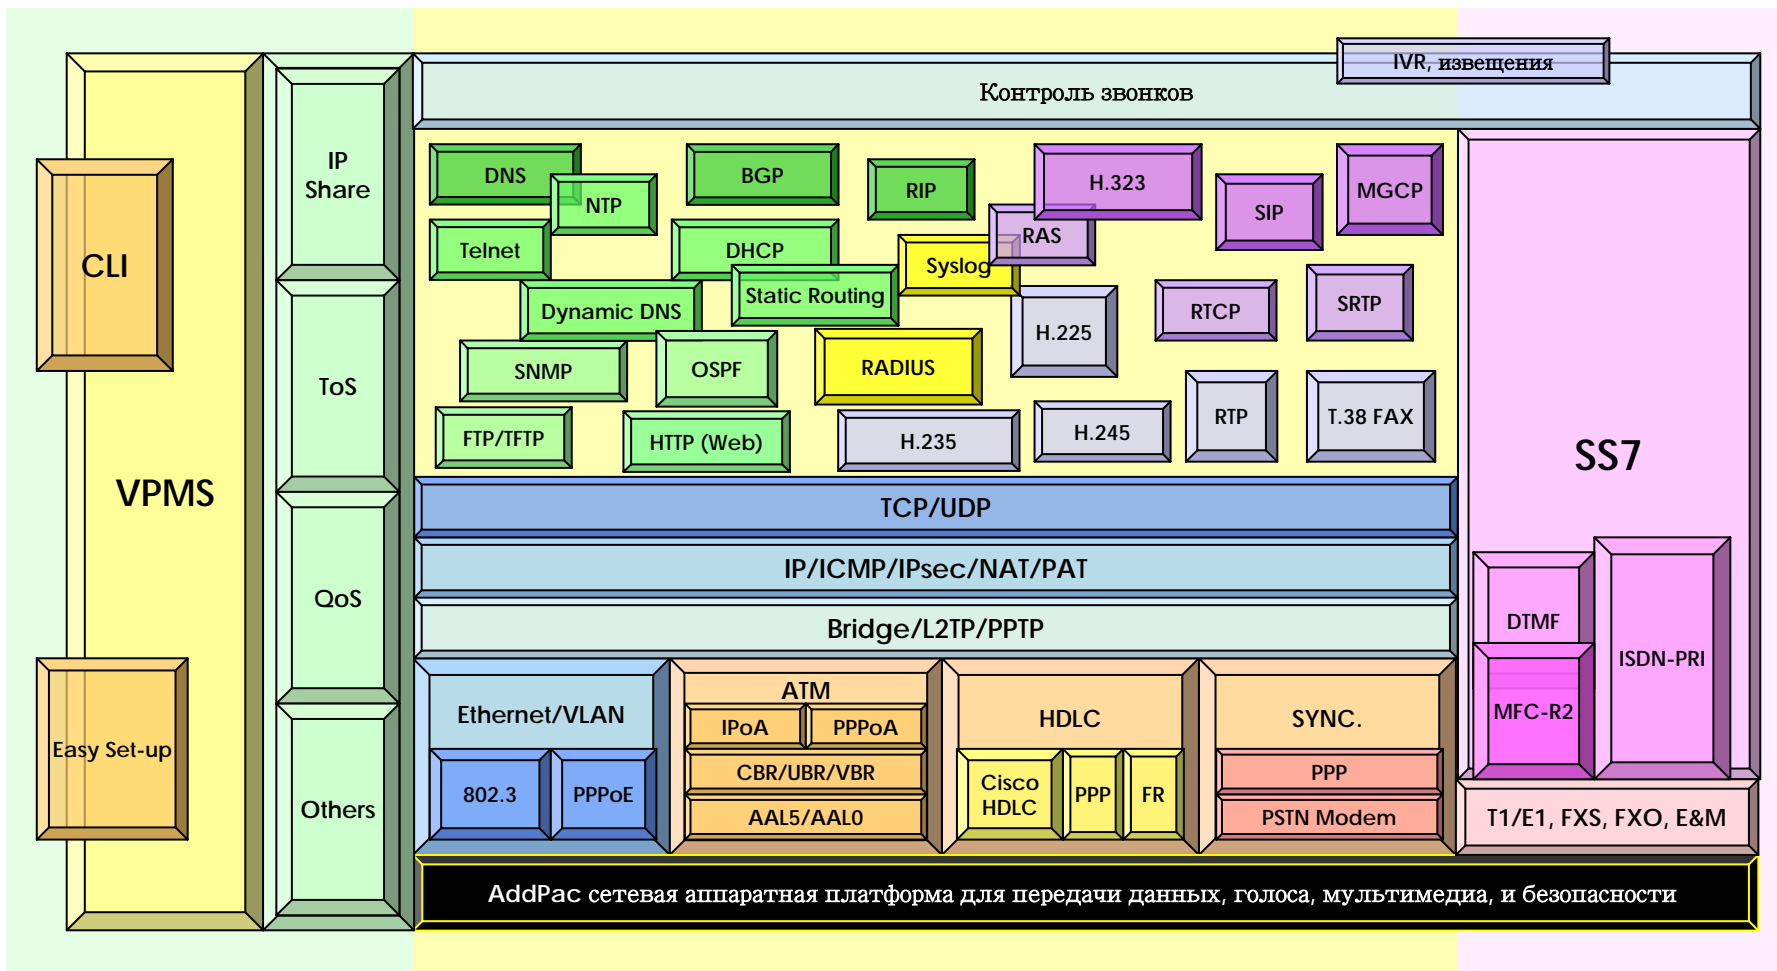 IVR, извещения
Контроль звонков
CLI
VPMS
Easy Set-up
IP
Share
ToS
QoS
Others
DNS
NTP
BGP
RIP
H.323
SIP
MGCP
Telnet
DHCP
Syslog
RAS
Dynamic DNS
Static Routing
H.225
RTCP
SRTP
SNMP
OSPF
RADIUS
RTP
T.38 FAX
FTP/TFTP
HTTP (Web)
H.235
H.245
SS7
TCP/UDP
IP/ICMP/IPsec/NAT/PAT
Bridge/L2TP/PPTP
DTMF
MFC-R2
ISDN-PRI
Ethernet/VLAN
802.3
PPPoE
ATM
IPoA
PPPoA
CBR/UBR/VBR
AAL5/AAL0
HDLC
Cisco
HDLC
PPP
FR
SYNC.
PPP
PSTN Modem
T1/E1, FXS, FXO, E&M
AddPac сетевая аппаратная платформа для передачи данных, голоса, мультимедиа, и безопасности